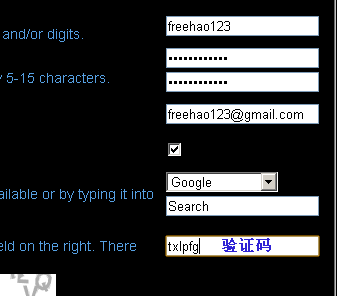 freehao123
and/or digits.
••••••••••••
5-15 characters.
••••••••••••
freehao123@gmail.com
Google
ailable or by typing it into
Search
eld on the right. There
txlpfg 验证码